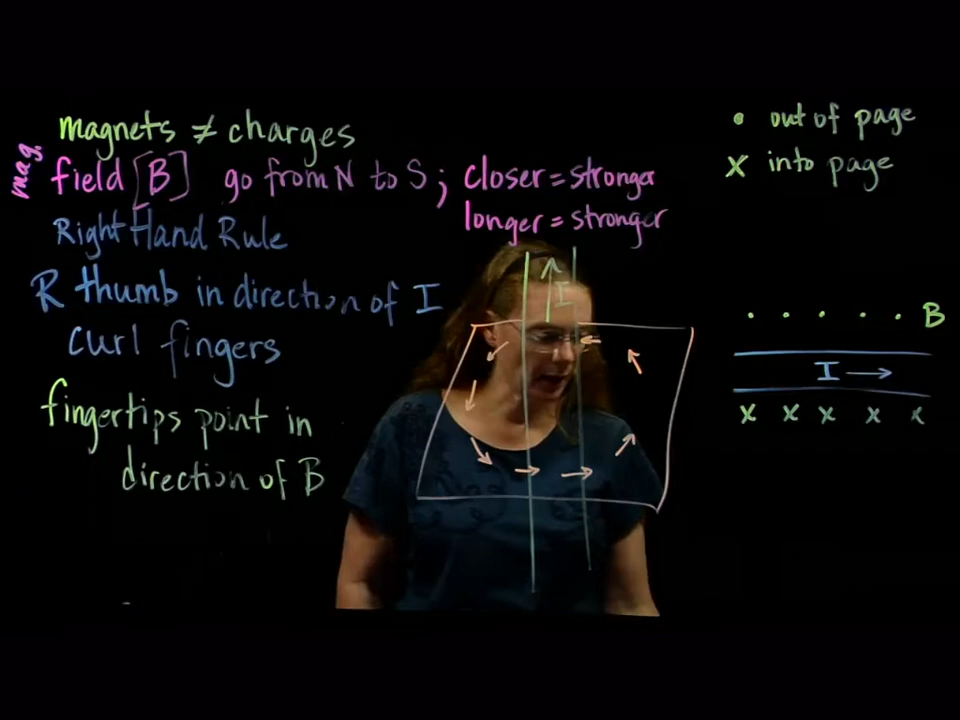 magnets ≠ charges
mag.
field [B] go from N to S; closer = stronger
longer = stronger
Right Hand Rule
R thumb in direction of I
curl fingers
fingertips point in
direction of B
I
• out of page
x into page
. . . . . B
I →
x x x x x